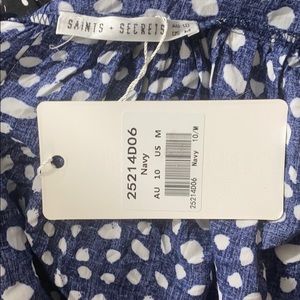 SAINTS + SECRETS
25214D06
Navy
AU 10 US M
25214D06 Navy 10/M